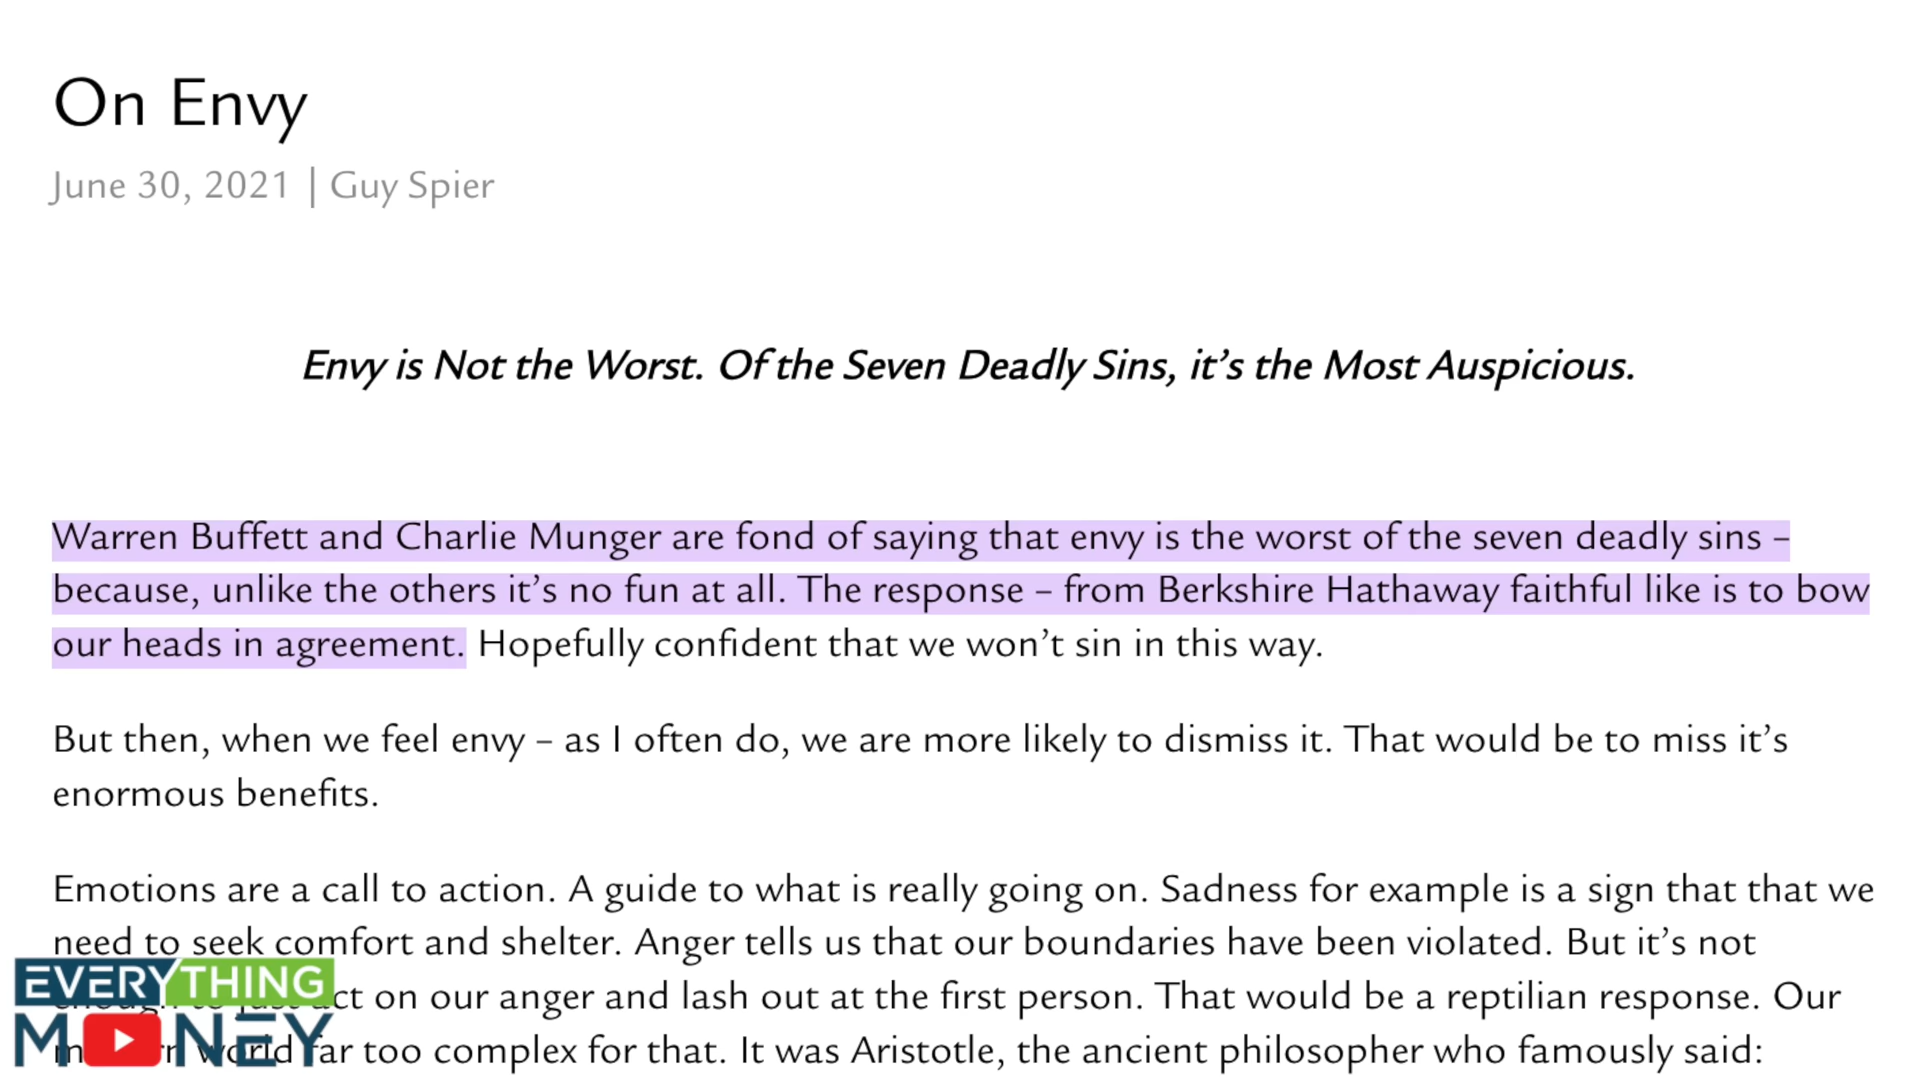 On Envy
June 30, 2021 | Guy Spier
Envy is Not the Worst. Of the Seven Deadly Sins, it’s the Most Auspicious.
Warren Buffett and Charlie Munger are fond of saying that envy is the worst of the seven deadly sins –
because, unlike the others it’s no fun at all. The response – from Berkshire Hathaway faithful like is to bow
our heads in agreement. Hopefully confident that we won’t sin in this way.
But then, when we feel envy – as I often do, we are more likely to dismiss it. That would be to miss it’s
enormous benefits.
Emotions are a call to action. A guide to what is really going on. Sadness for example is a sign that that we
need to seek comfort and shelter. Anger tells us that our boundaries have been violated. But it’s not
on our anger and lash out at the first person. That would be a reptilian response. Our
world far too complex for that. It was Aristotle, the ancient philosopher who famously said:
EVERYTHING
MONEY